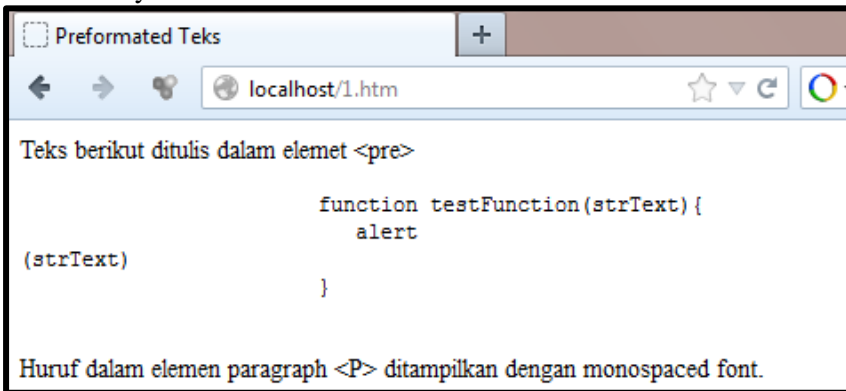 Preformated Teks
localhost/1.htm
Teks berikut ditulis dalam elemet <pre>
function testFunction(strText){
alert
(strText)
}
Huruf dalam elemen paragraph <P> ditampilkan dengan monospaced font.